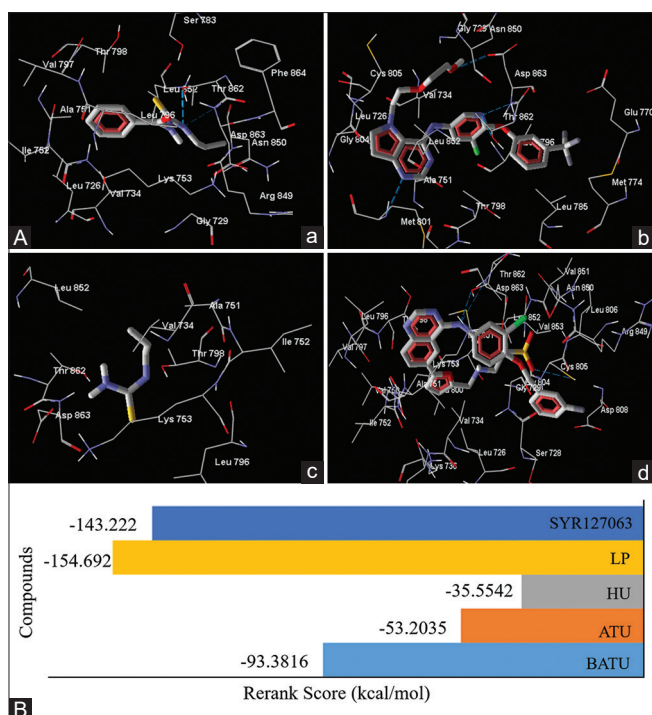 Ser 783
Thr 798
Val 797
Phe 864
Leu 852
Thr 862
Ala 751
Leu 796
Asp 863
Asn 850
Ile 752
Lys 753
Leu 726
Val 734
Arg 849
Gly 729
A
a
Asn 850
Cys 805
Asp 863
Val 734
Leu 726
Thr 862
Glu 770
Gly 804
Leu 852
Ala 751
Met 774
Thr 798
Leu 785
Met 801
b
Leu 852
Ala 751
Val 734
Ile 752
Thr 798
Thr 862
Asp 863
Lys 753
Leu 796
c
Thr 862
Val 851
Asp 863
Asn 850
Leu 796
Leu 806
Val 853
Arg 849
Val 797
Lys 753
Cys 805
Ala 751
Asp 808
Ile 752
Val 734
Leu 726
Ser 728
d
Compounds
-143.222
SYR127063
-154.692
LP
-35.5542
HU
-53.2035
ATU
-93.3816
BATU
B
Rerank Score (kcal/mol)